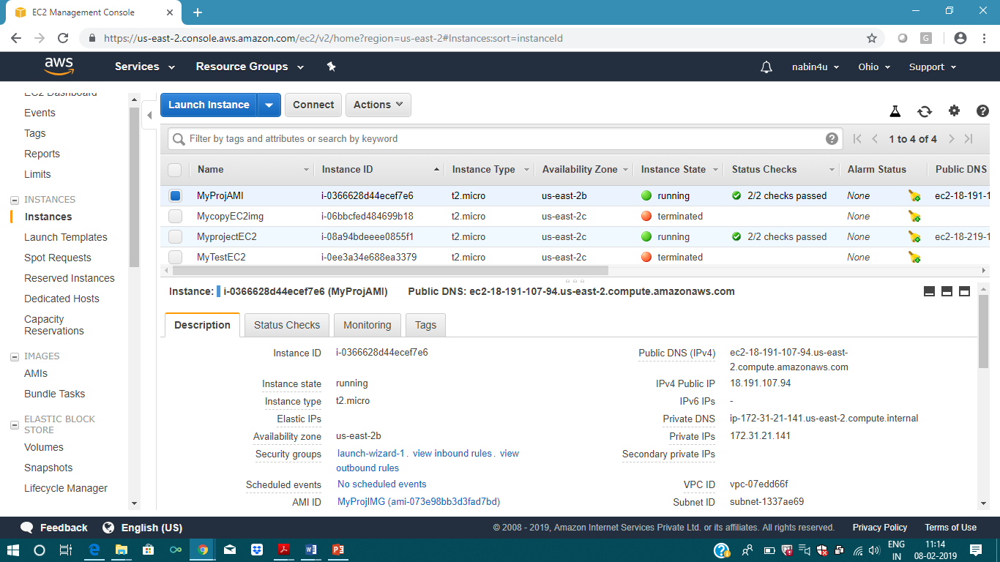 EC2 Management Console
https://us-east-2.console.aws.amazon.com/ec2/v2/home?region=us-east-2#Instances:sort=instanceId
G
aws
Services
Resource Groups
nabin4u
Ohio
Support
EC2 Dashboard
Events
Tags
Reports
Limits
INSTANCES
Instances
Launch Templates
Spot Requests
Reserved Instances
Dedicated Hosts
Capacity
Reservations
IMAGES
AMIs
Bundle Tasks
ELASTIC BLOCK
STORE
Volumes
Snapshots
Lifecycle Manager
Launch Instance
Connect
Actions
Filter by tags and attributes or search by keyword
1 to 4 of 4
Name Instance ID Instance Type Availability Zone Instance State Status Checks Alarm Status Public DNS
MyProjAMI i-0366628d44ecef7e6 t2.micro us-east-2b running 2/2 checks passed None ec2-18-191-1
MycopyEC2img i-06bbcfed484699b18 t2.micro us-east-2c terminated None
MyprojectEC2 i-08a94bdeeee0855f1 t2.micro us-east-2c running 2/2 checks passed None ec2-18-219-1
MyTestEC2 i-0ee3a34e688ea3379 t2.micro us-east-2c terminated None
Instance: i-0366628d44ecef7e6 (MyProjAMI) Public DNS: ec2-18-191-107-94.us-east-2.compute.amazonaws.com
Description
Status Checks
Monitoring
Tags
Instance ID i-0366628d44ecef7e6
Instance state running
Instance type t2.micro
Elastic IPs
Availability zone us-east-2b
Security groups launch-wizard-1. view inbound rules. view
outbound rules
Scheduled events No scheduled events
AMI ID MyProjIMG (ami-073e98bb3d3fad7bd)
Public DNS (IPv4) ec2-18-191-107-94.us-east-
2.compute.amazonaws.com
IPv4 Public IP 18.191.107.94
IPv6 IPs -
Private DNS ip-172-31-21-141.us-east-2.compute.internal
Private IPs 172.31.21.141
Secondary private IPs
VPC ID vpc-07edd66f
Subnet ID subnet-1337ae69
Feedback
English (US)
© 2008 - 2019, Amazon Internet Services Private Ltd. or its affiliates. All rights reserved.
Privacy Policy
Terms of Use
ENG
IN
11:14
08-02-2019